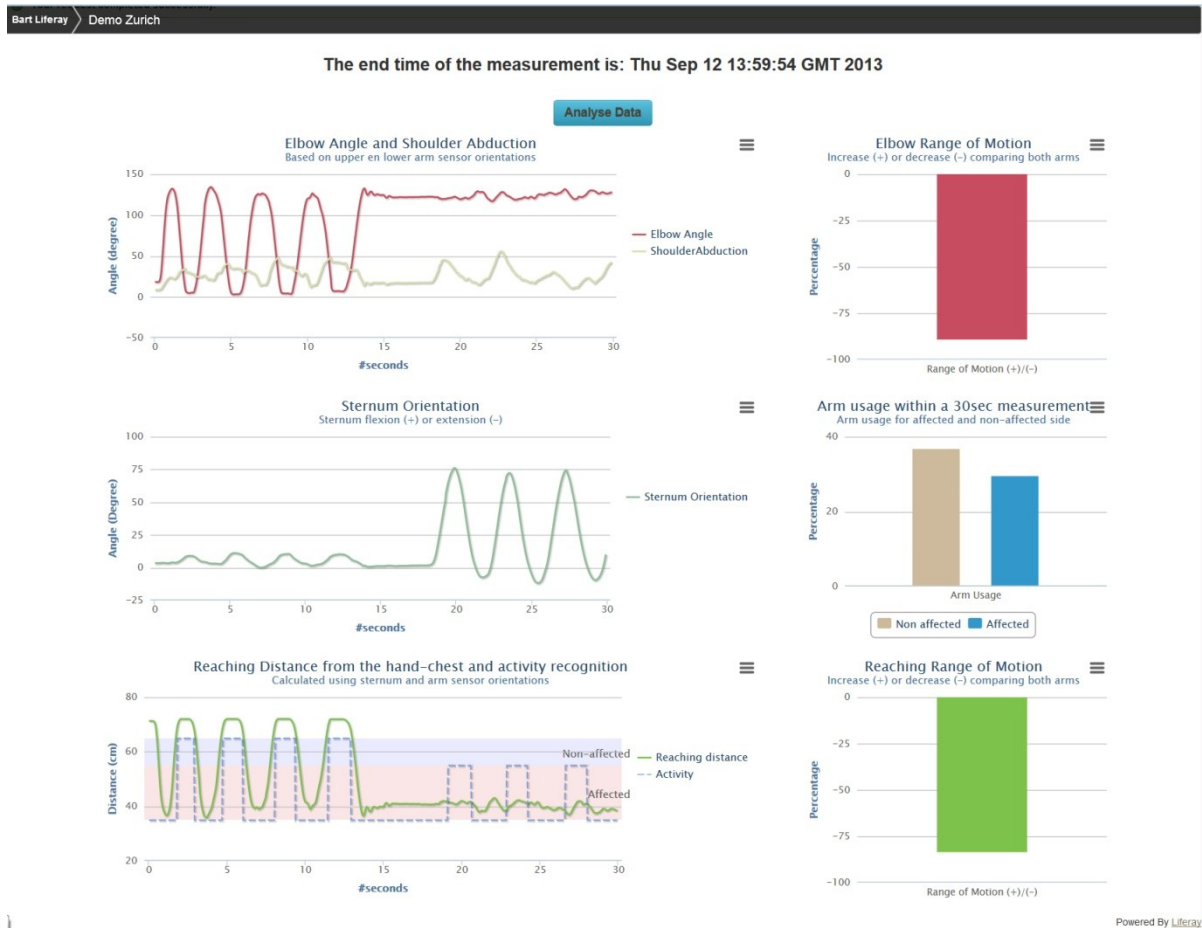 Bart Liferay Demo Zurich
The end time of the measurement is: Thu Sep 12 13:59:54 GMT 2013
Analyse Data
Elbow Angle and Shoulder Abduction
Based on upper en lower arm sensor orientations
Angle (degree)
150
100
50
0
−50
0 5 10 15 20 25 30
#seconds
Elbow Angle
ShoulderAbduction
Elbow Range of Motion
Increase (+) or decrease (−) comparing both arms
Percentage
0
−25
−50
−75
−100
Range of Motion (+)/(−)
Sternum Orientation
Sternum flexion (+) or extension (−)
Angle (Degree)
100
75
50
25
0
−25
0 5 10 15 20 25 30
#seconds
Sternum Orientation
Arm usage within a 30sec measurement
Arm usage for affected and non−affected side
Percentage
40
20
0
Arm Usage
Non affected Affected
Reaching Distance from the hand−chest and activity recognition
Calculated using sternum and arm sensor orientations
Distance (cm)
80
60
40
20
0 5 10 15 20 25 30
#seconds
Non−affected
Affected
Reaching distance
Activity
Reaching Range of Motion
Increase (+) or decrease (−) comparing both arms
Percentage
0
−25
−50
−75
−100
Range of Motion (+)/(−)
Powered By Liferay